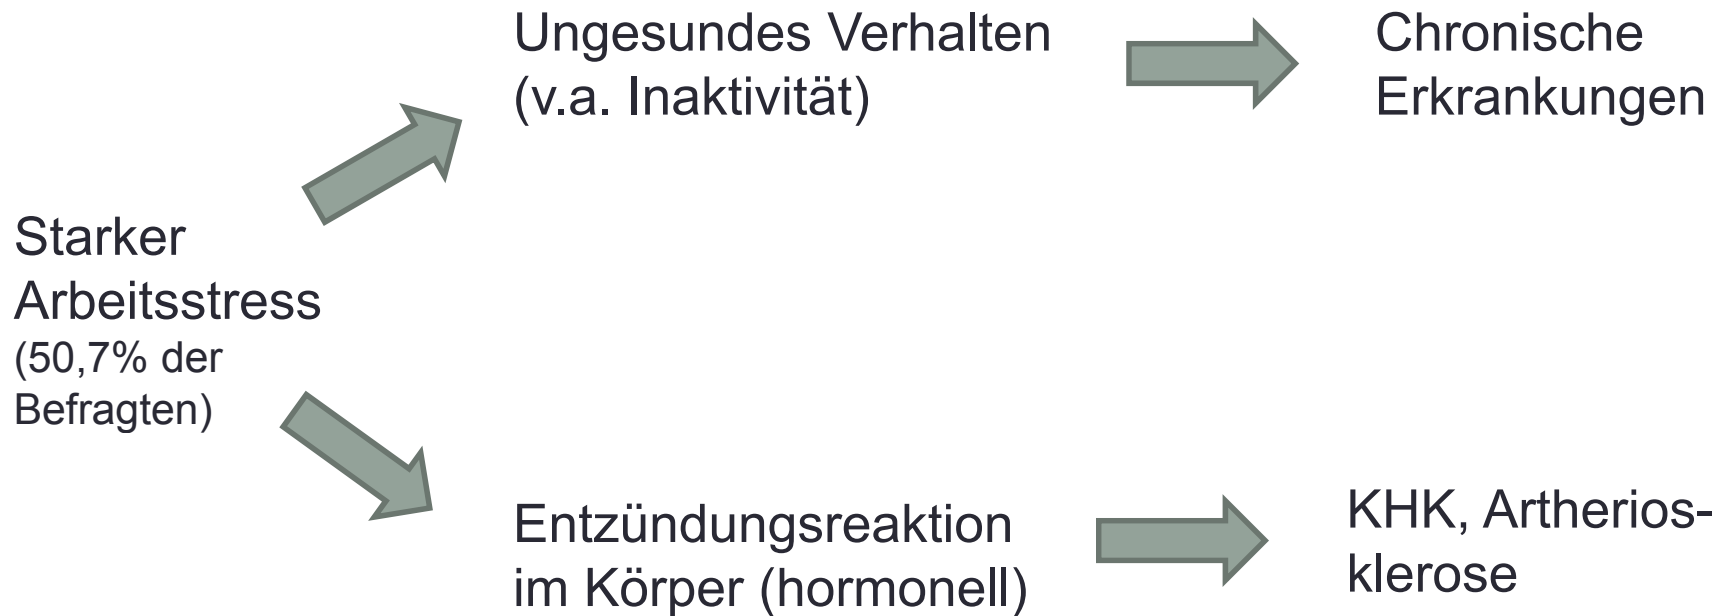 Ungesundes Verhalten
(v.a. Inaktivität)
Chronische
Erkrankungen
Starker
Arbeitsstress
(50,7% der
Befragten)
Entzündungsreaktion
im Körper (hormonell)
KHK, Artherios-
klerose